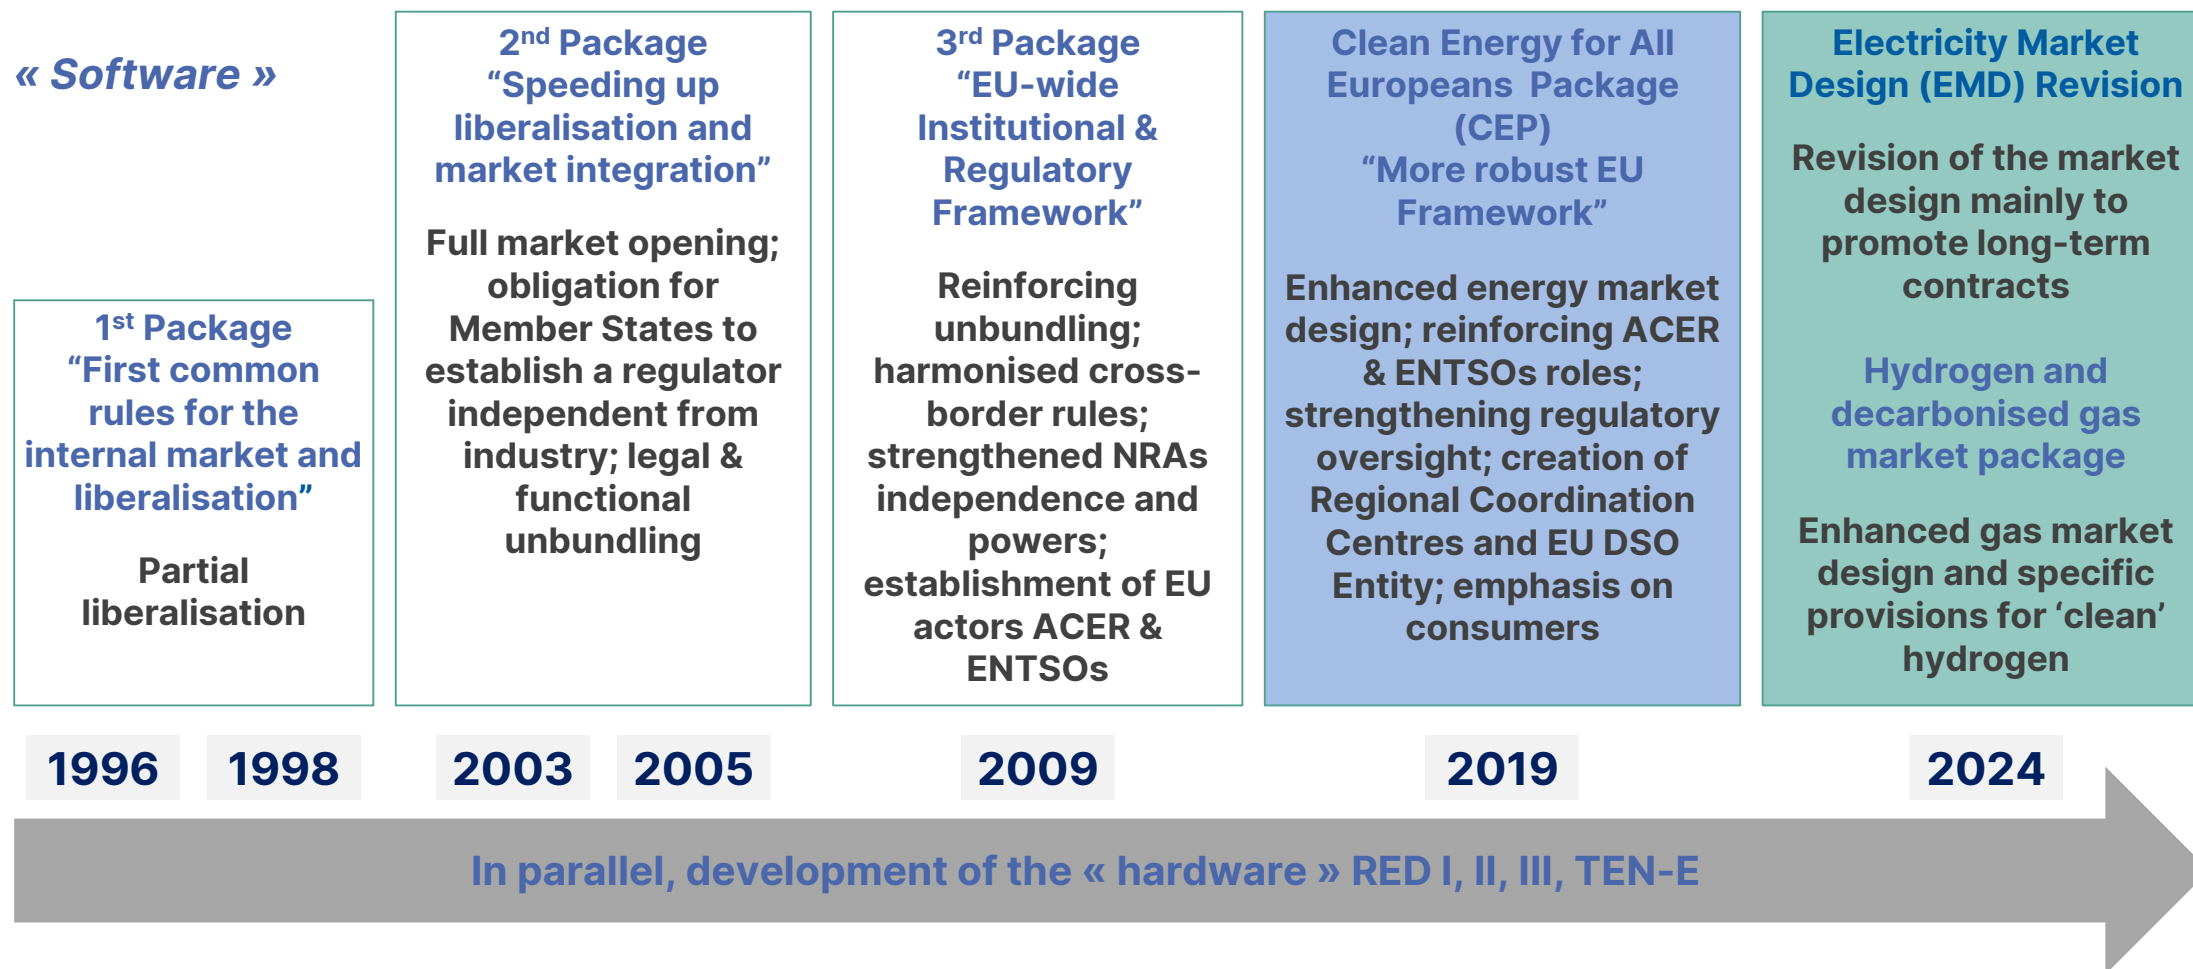 « Software »
1st Package
“First common
rules for the
internal market and
liberalisation”
Partial
liberalisation
2nd Package
“Speeding up
liberalisation and
market integration”
Full market opening;
obligation for
Member States to
establish a regulator
independent from
industry; legal &
functional
unbundling
3rd Package
“EU-wide
Institutional &
Regulatory
Framework”
Reinforcing
unbundling;
harmonised cross-
border rules;
strengthened NRAs
independence and
powers;
establishment of EU
actors ACER &
ENTSOs
Clean Energy for All
Europeans Package
(CEP)
“More robust EU
Framework”
Enhanced energy market
design; reinforcing ACER
& ENTSOs roles;
strengthening regulatory
oversight; creation of
Regional Coordination
Centres and EU DSO
Entity; emphasis on
consumers
Electricity Market
Design (EMD) Revision
Revision of the market
design mainly to
promote long-term
contracts
Hydrogen and
decarbonised gas
market package
Enhanced gas market
design and specific
provisions for ‘clean’
hydrogen
1996 1998 2003 2005 2009 2019 2024
In parallel, development of the « hardware » RED I, II, III, TEN-E